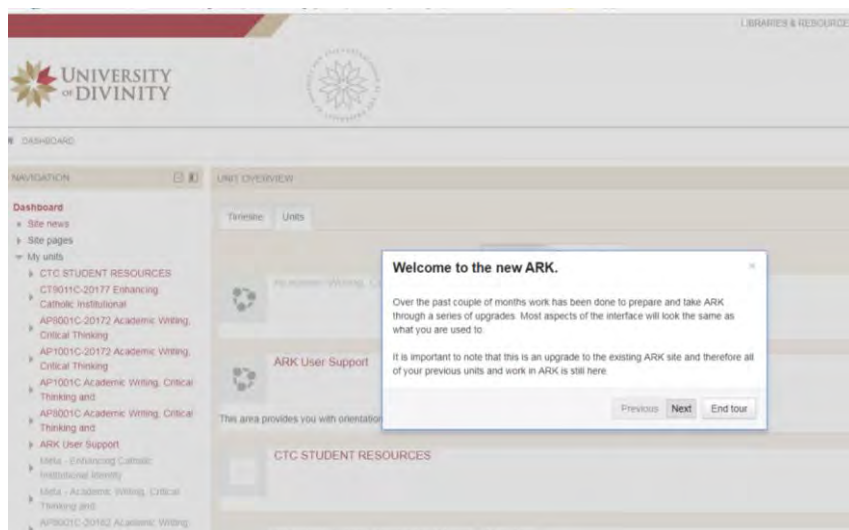 LIBRARIES & RESOURCES
UNIVERSITY
OF DIVINITY
DASHBOARD
NAVIGATION
Dashboard
Site news
Site pages
My units
CTC STUDENT RESOURCES
CT9011C-20177 Enhancing
Catholic Institutional
AP8001C-20172 Academic Writing,
Critical Thinking
AP1001C-20172 Academic Writing,
Critical Thinking
AP1001C Academic Writing, Critical
Thinking and
AP8001C Academic Writing, Critical
Thinking and
ARK User Support
Meta - Enhancing Catholic
Institutional Identity
Meta - Academic Writing, Critical
Thinking and
AP8001C-20182 Academic Writing
UNIT OVERVIEW
Timeline Units
Academic Writing,
ARK User Support
This area provides you with orientation
CTC STUDENT RESOURCES
Welcome to the new ARK.
Over the past couple of months work has been done to prepare and take ARK
through a series of upgrades. Most aspects of the interface will look the same as
what you are used to.
It is important to note that this is an upgrade to the existing ARK site and therefore all
of your previous units and work in ARK is still here.
Previous Next End tour